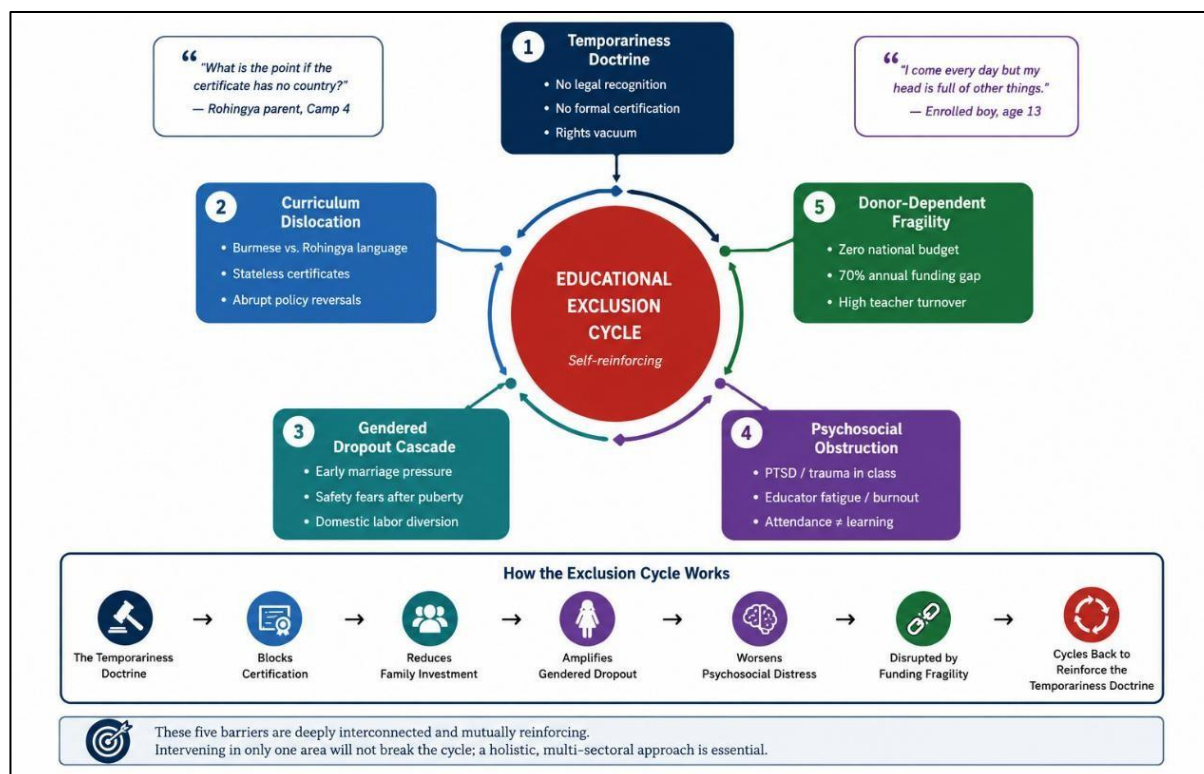 “ "What is the point if the
certificate has no country?"
— Rohingya parent, Camp 4
1 Temporariness
Doctrine
• No legal recognition
• No formal certification
• Rights vacuum
“ "I come every day but my
head is full of other things."
— Enrolled boy, age 13
2 Curriculum
Dislocation
• Burmese vs. Rohingya language
• Stateless certificates
• Abrupt policy reversals
EDUCATIONAL
EXCLUSION
CYCLE
Self-reinforcing
5 Donor-Dependent
Fragility
• Zero national budget
• 70% annual funding gap
• High teacher turnover
3 Gendered
Dropout Cascade
• Early marriage pressure
• Safety fears after puberty
• Domestic labor diversion
4 Psychosocial
Obstruction
• PTSD / trauma in class
• Educator fatigue / burnout
• Attendance ≠ learning
How the Exclusion Cycle Works
The Temporariness
Doctrine
Blocks
Certification
Reduces
Family Investment
Amplifies
Gendered Dropout
Worsens
Psychosocial Distress
Disrupted by
Funding Fragility
Cycles Back to
Reinforce the
Temporariness Doctrine
These five barriers are deeply interconnected and mutually reinforcing.
Intervening in only one area will not break the cycle; a holistic, multi-sectoral approach is essential.